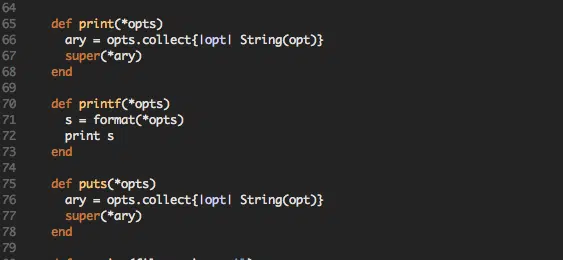 64
65 def print(*opts)
66 ary = opts.collect{|opt| String(opt)}
67 super(*ary)
68 end
69
70 def printf(*opts)
71 s = format(*opts)
72 print s
73 end
74
75 def puts(*opts)
76 ary = opts.collect{|opt| String(opt)}
77 super(*ary)
78 end
79